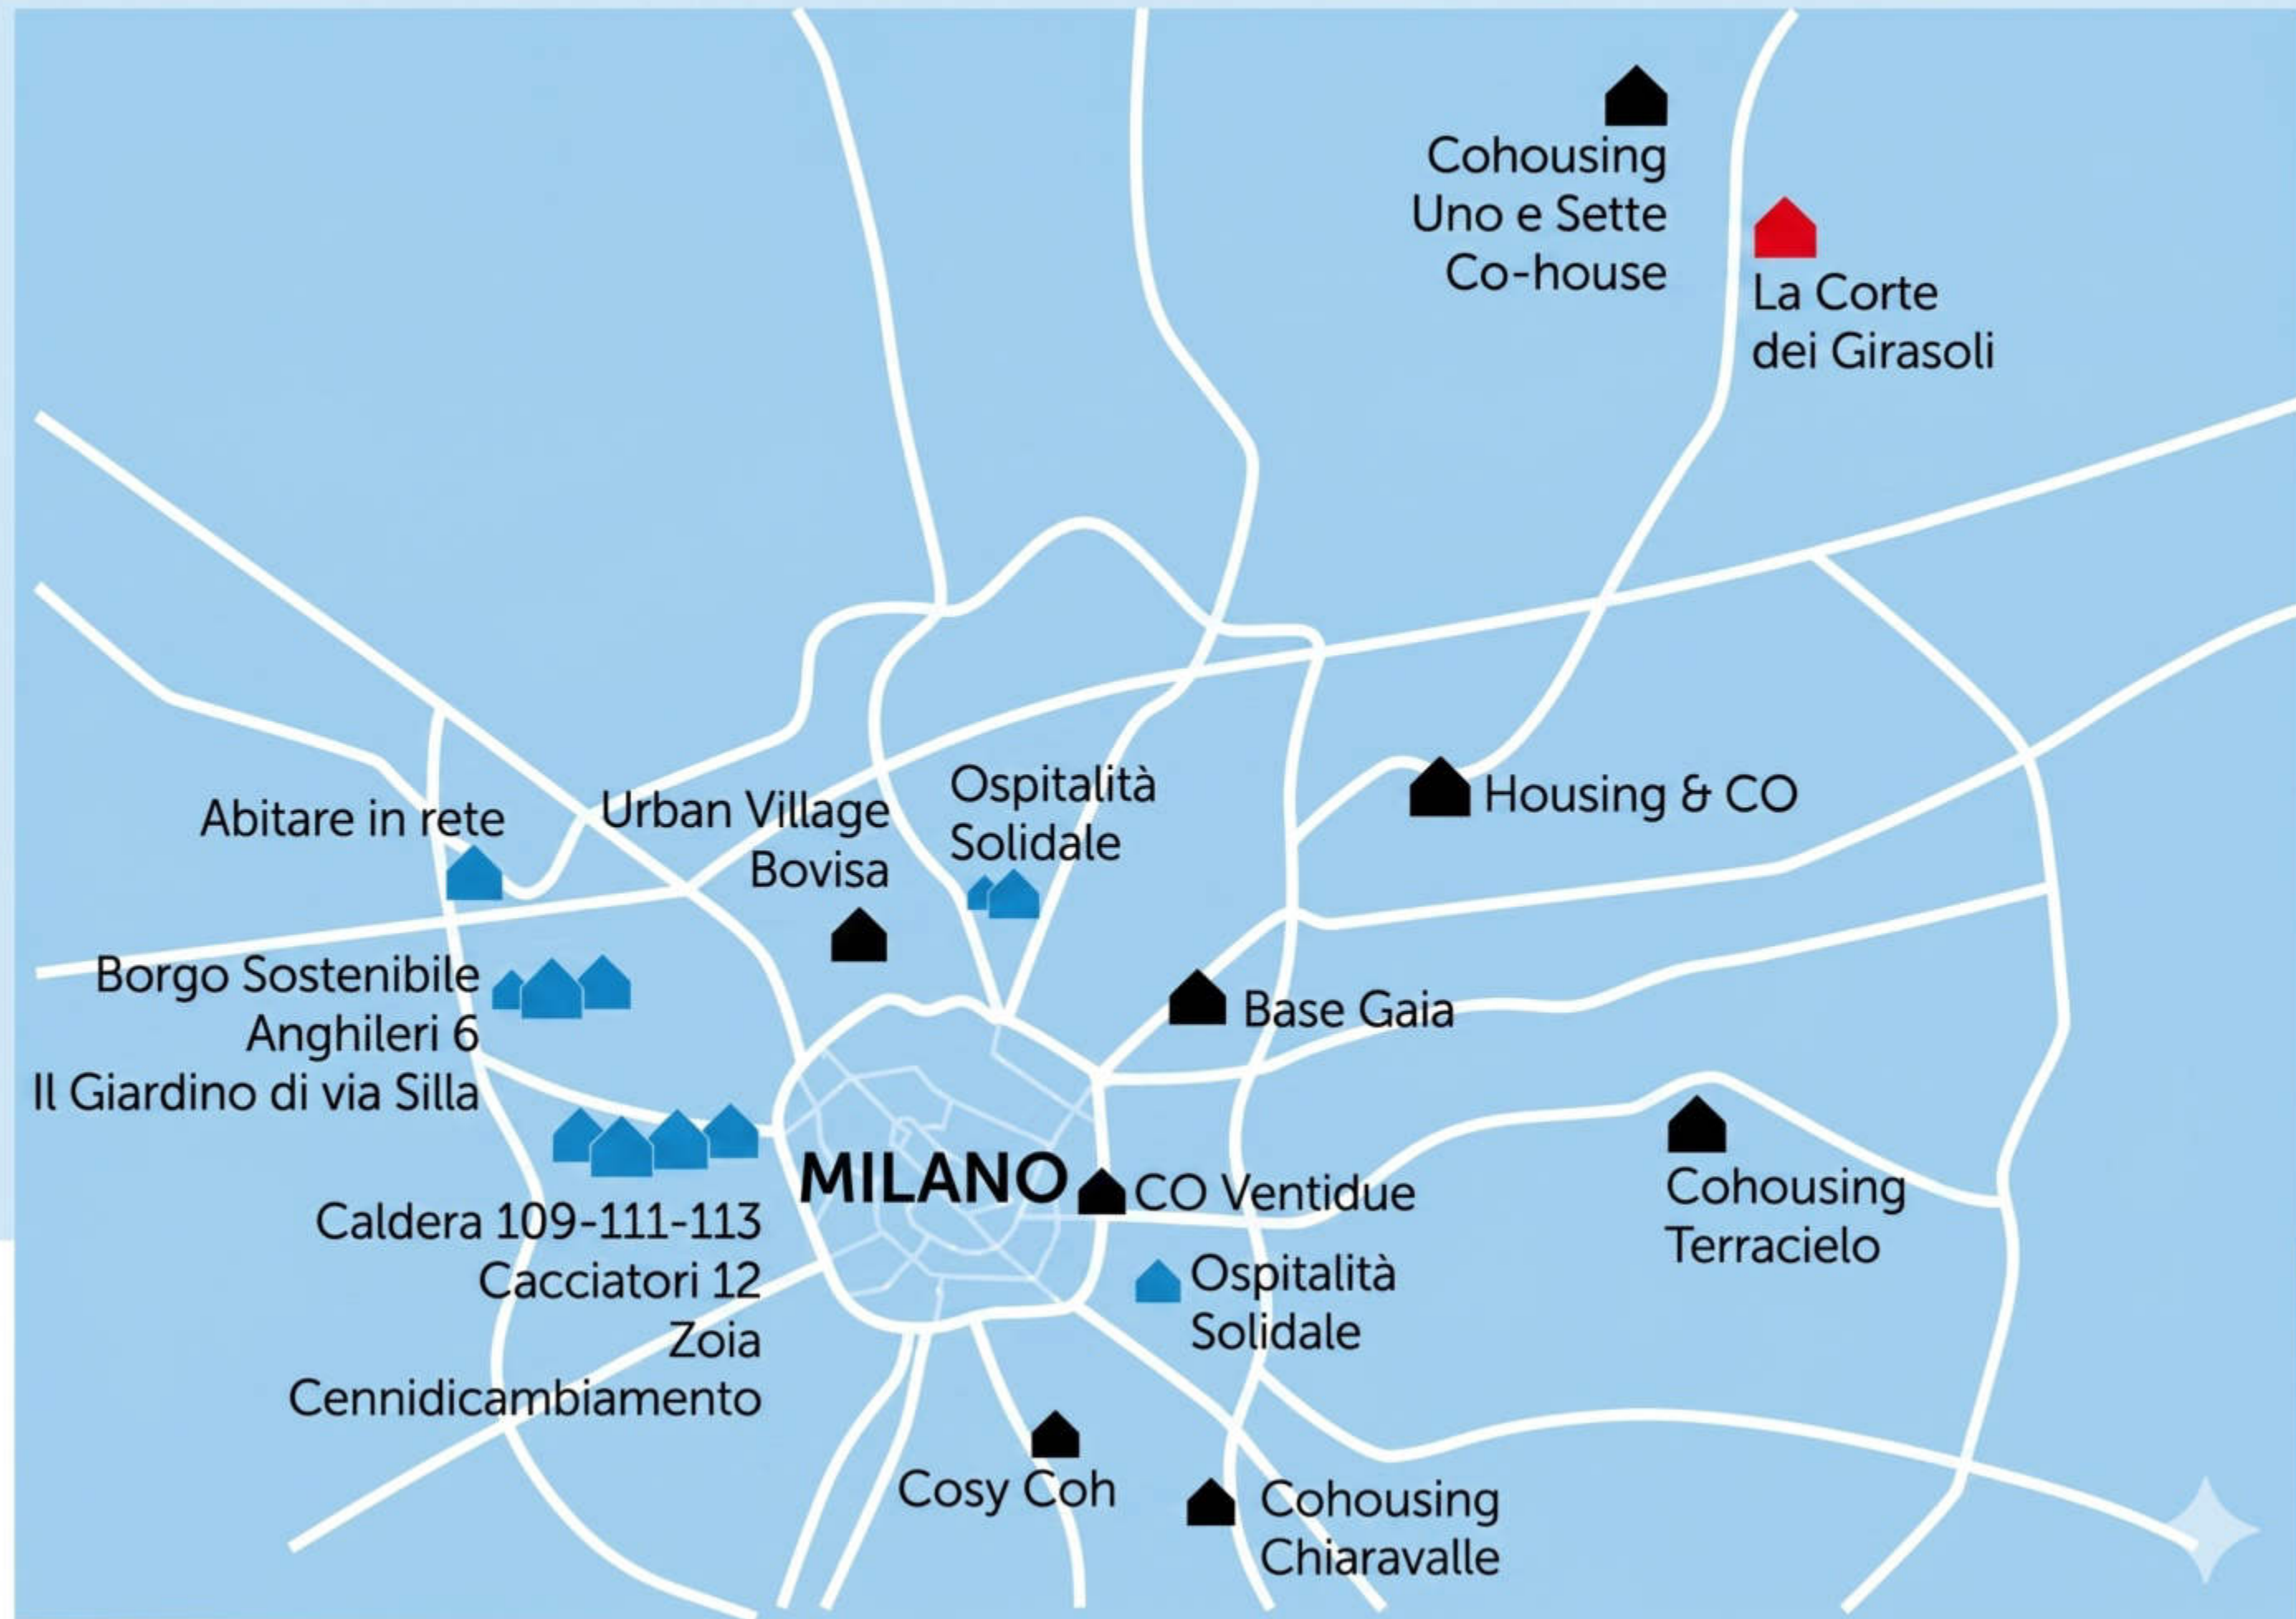 Cohousing
Uno e Sette
Co-house
La Corte
dei Girasoli
Abitare in rete
Urban Village
Bovisa
Ospitalità
Solidale
Housing & CO
Borgo Sostenibile
Anghileri 6
Il Giardino di via Silla
Base Gaia
MILANO
CO Ventidue
Caldera 109-111-113
Cacciatori 12
Zoia
Cennidicambiamento
Ospitalità
Solidale
Cohousing
Terracielo
Cosy Coh
Cohousing
Chiaravalle